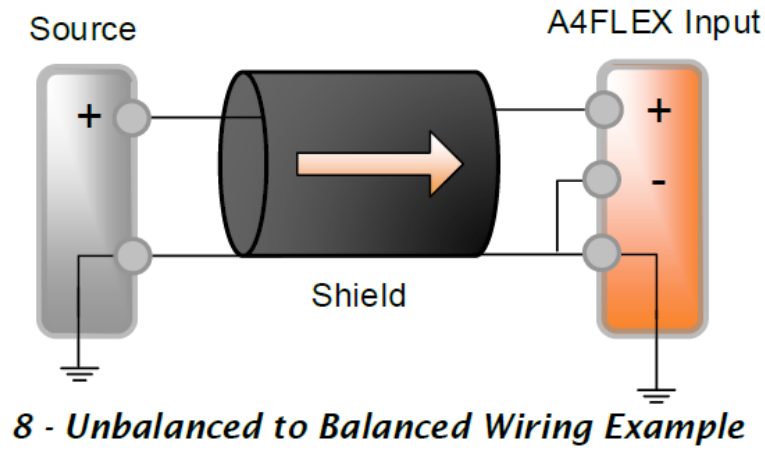 Source
A4FLEX Input
+
+
-
Shield
8 - Unbalanced to Balanced Wiring Example